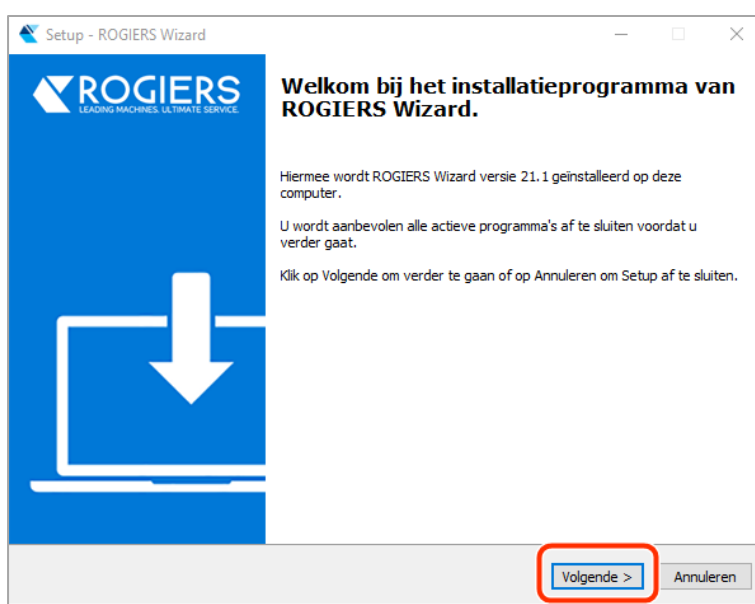 Setup - ROGIERS Wizard
ROGIERS
LEADING MACHINES. ULTIMATE SERVICE.
Welkom bij het installatieprogramma van
ROGIERS Wizard.
Hiermee wordt ROGIERS Wizard versie 21.1 geïnstalleerd op deze
computer.
U wordt aanbevolen alle actieve programma's af te sluiten voordat u
verder gaat.
Klik op Volgende om verder te gaan of op Annuleren om Setup af te sluiten.
Volgende >
Annuleren